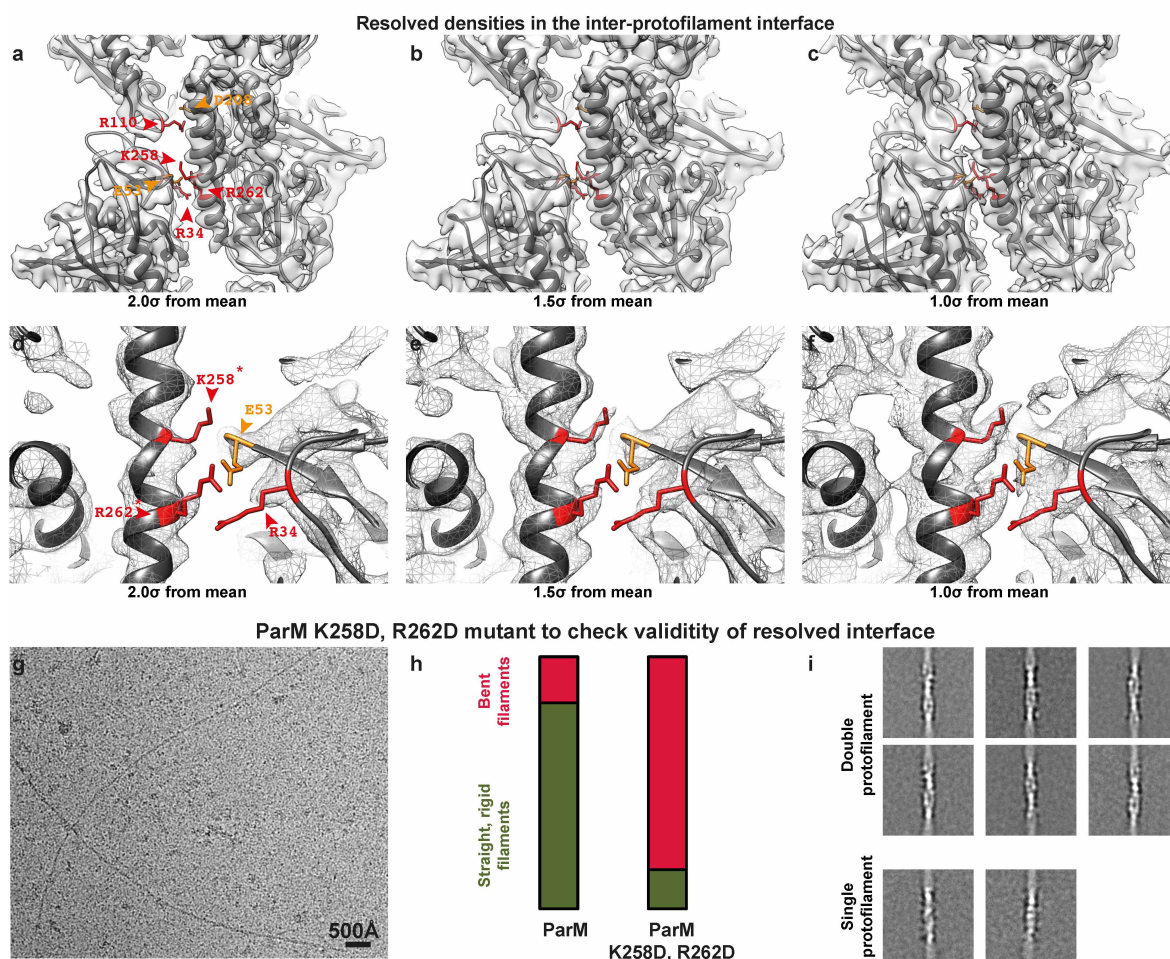 Resolved densities in the inter-protofilament interface
a
b
c
D208
R110
K258
E53
R262
R34
2.0σ from mean
1.5σ from mean
1.0σ from mean
d
e
f
K258*
E53
R262*
R34
2.0σ from mean
1.5σ from mean
1.0σ from mean
ParM K258D, R262D mutant to check validitity of resolved interface
g
h
i
Bent
filaments
Straight, rigid
filaments
Double
protofilament
Single
protofilament
500Å
ParM
ParM
K258D, R262D